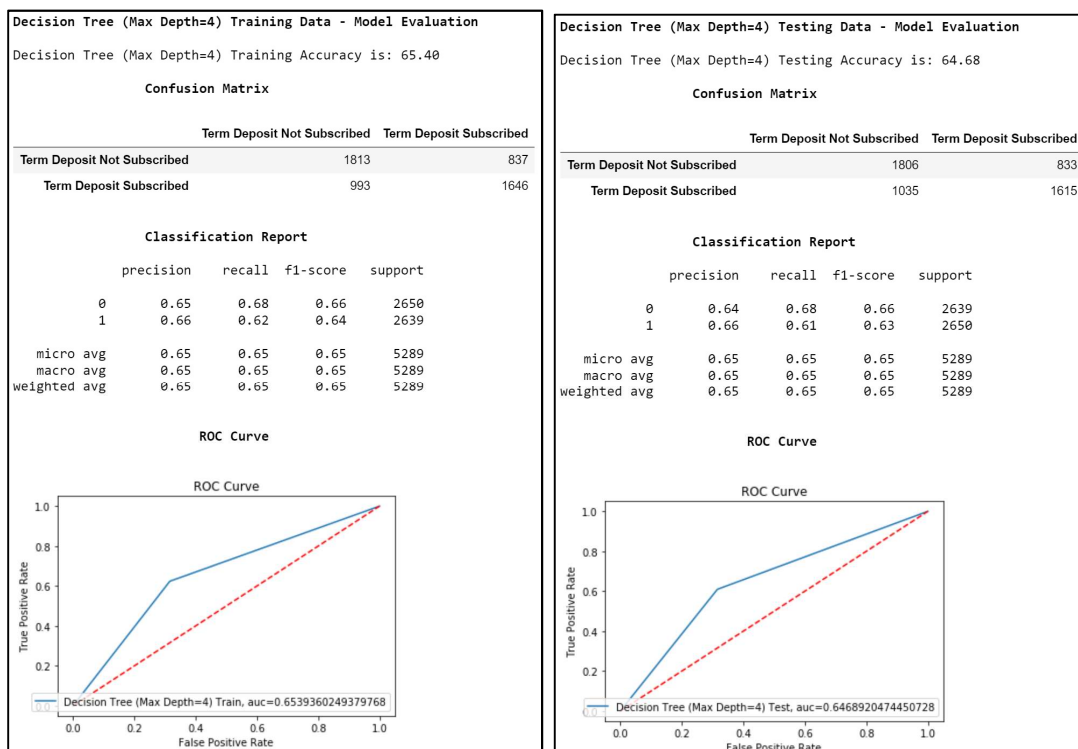 Decision Tree (Max Depth=4) Training Data - Model Evaluation
Decision Tree (Max Depth=4) Training Accuracy is: 65.40
Confusion Matrix
Term Deposit Not Subscribed Term Deposit Subscribed
Term Deposit Not Subscribed 1813 837
Term Deposit Subscribed 993 1646
Classification Report
precision recall f1-score support
0 0.65 0.68 0.66 2650
1 0.66 0.62 0.64 2639
micro avg 0.65 0.65 0.65 5289
macro avg 0.65 0.65 0.65 5289
weighted avg 0.65 0.65 0.65 5289
ROC Curve
ROC Curve
1.0
0.8
0.6
0.4
0.2
0.0
True Positive Rate
Decision Tree (Max Depth=4) Train, auc=0.6539360249379768
0.0 0.2 0.4 0.6 0.8 1.0
False Positive Rate
Decision Tree (Max Depth=4) Testing Data - Model Evaluation
Decision Tree (Max Depth=4) Testing Accuracy is: 64.68
Confusion Matrix
Term Deposit Not Subscribed Term Deposit Subscribed
Term Deposit Not Subscribed 1806 833
Term Deposit Subscribed 1035 1615
Classification Report
precision recall f1-score support
0 0.64 0.68 0.66 2639
1 0.66 0.61 0.63 2650
micro avg 0.65 0.65 0.65 5289
macro avg 0.65 0.65 0.65 5289
weighted avg 0.65 0.65 0.65 5289
ROC Curve
ROC Curve
1.0
0.8
0.6
0.4
0.2
0.0
True Positive Rate
Decision Tree (Max Depth=4) Test, auc=0.6468920474450728
0.0 0.2 0.4 0.6 0.8 1.0
False Positive Rate